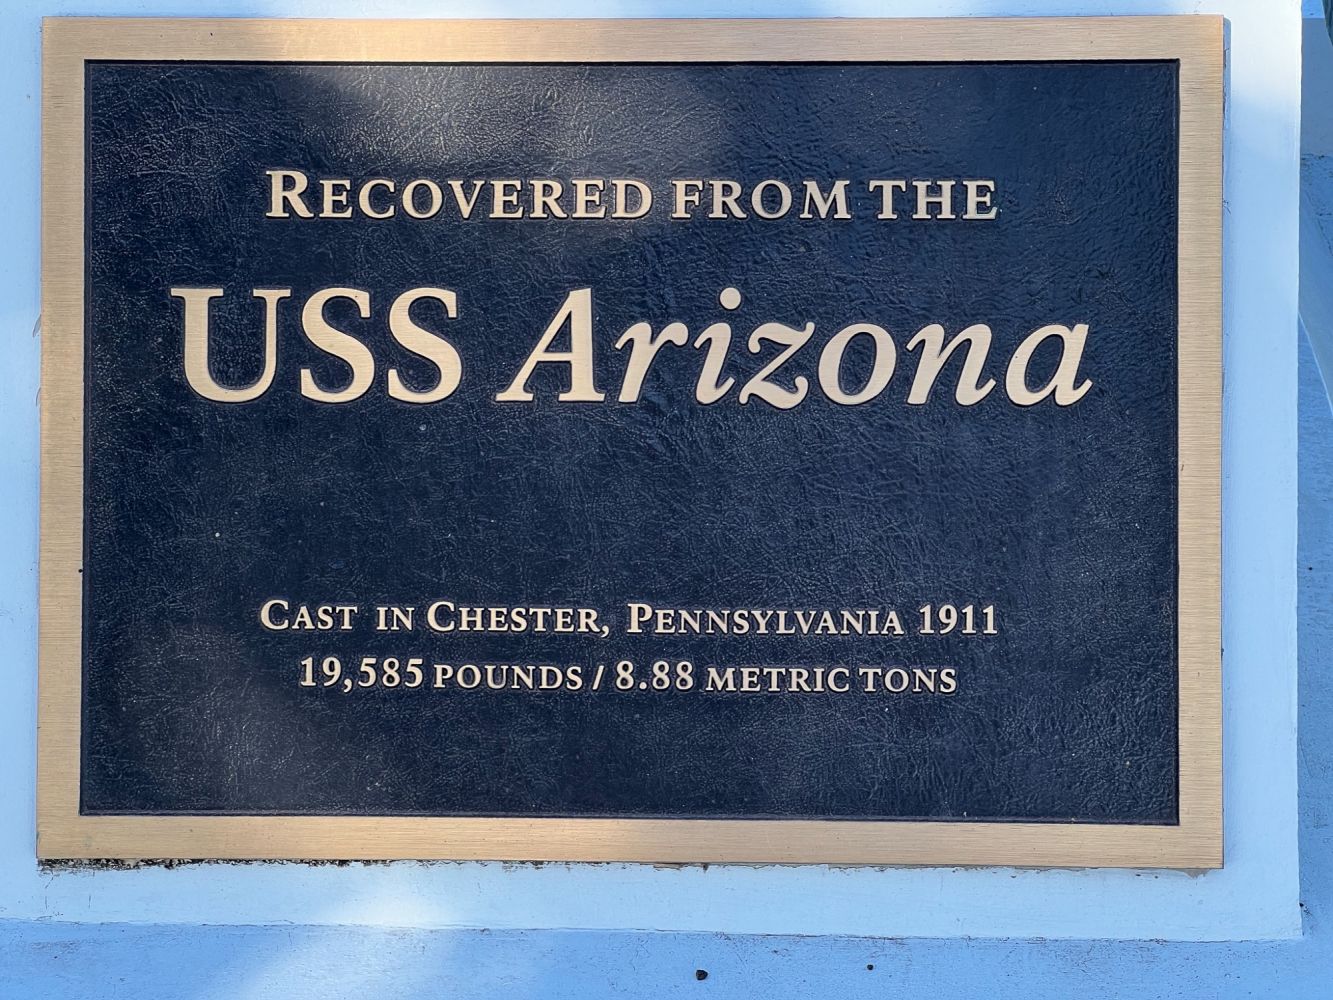 RECOVERED FROM THE
USS Arizona
CAST IN CHESTER, PENNSYLVANIA 1911
19,585 POUNDS / 8.88 METRIC TONS